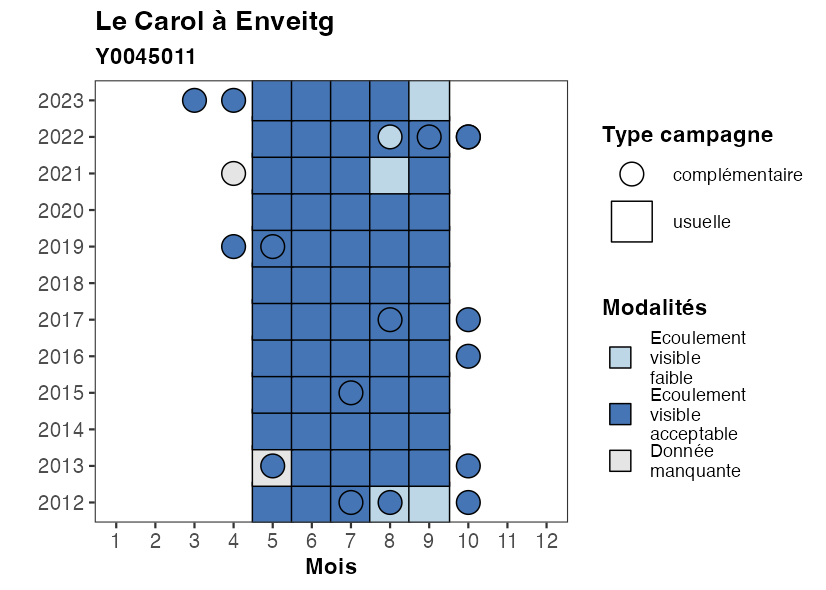 Le Carol à Enveitg
Y0045011
2023
2022
2021
2020
2019
2018
2017
2016
2015
2014
2013
2012
1 2 3 4 5 6 7 8 9 10 11 12
Mois
Type campagne
complémentaire
usuelle
Modalités
Ecoulement
visible
faible
Ecoulement
visible
acceptable
Donnée
manquante